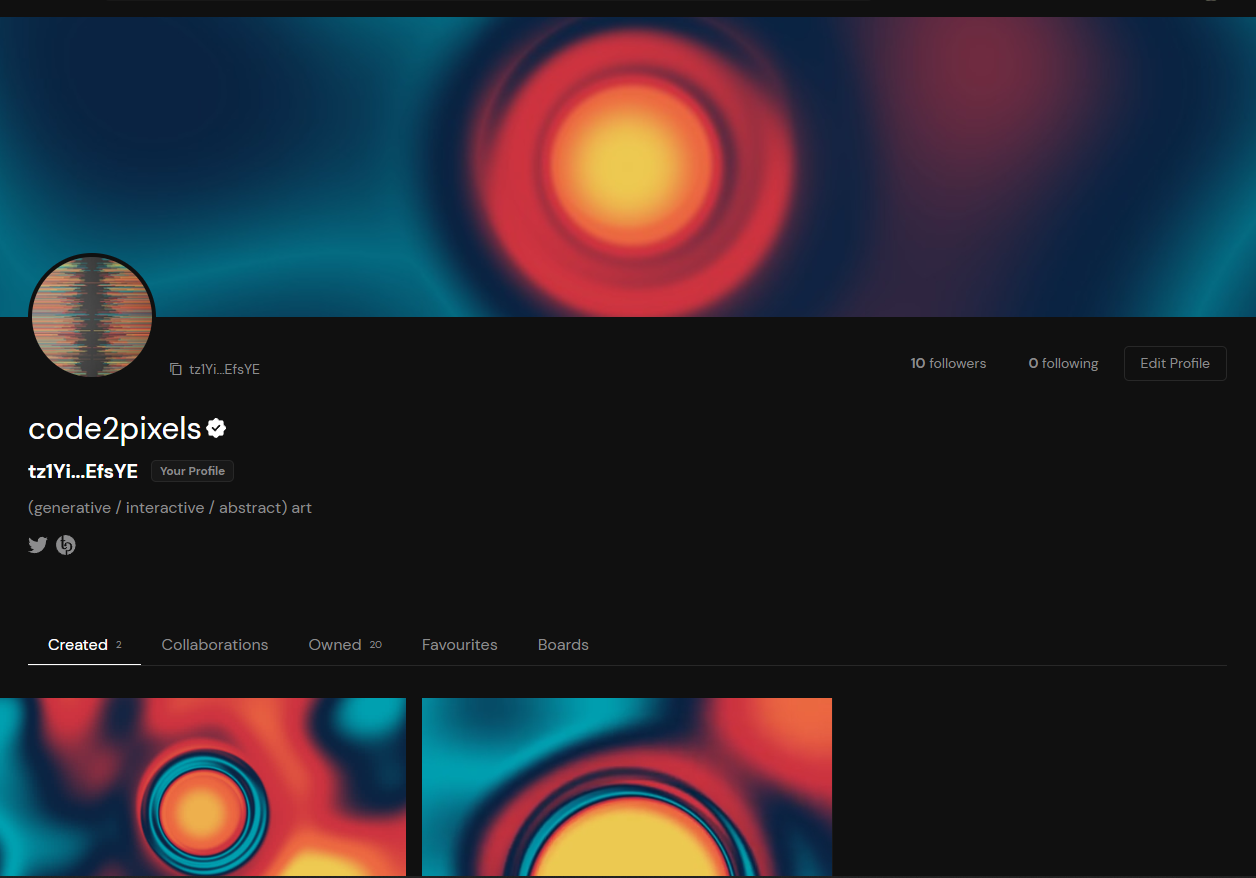 tz1Yi...EfsYE
10 followers 0 following Edit Profile
code2pixels
tz1Yi...EfsYE Your Profile
(generative / interactive / abstract) art
Created 2 Collaborations Owned 20 Favourites Boards